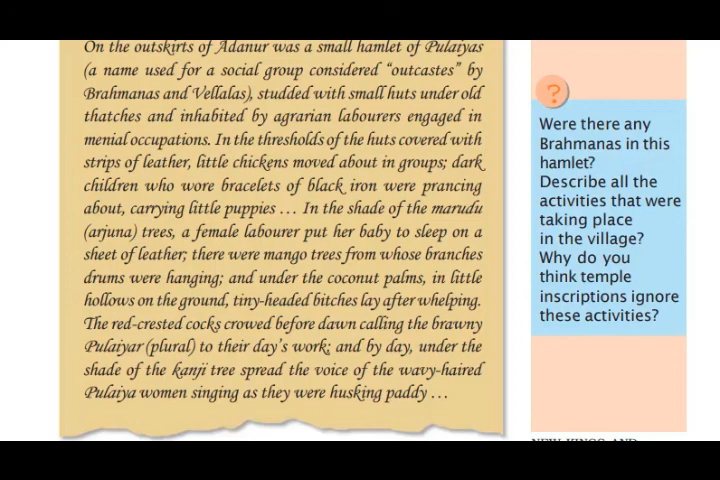 On the outskirts of Adanur was a small hamlet of Pulaiyas
(a name used for a social group considered “outcastes” by
Brahmanas and Vellalas), studded with small huts under old
thatches and inhabited by agrarian labourers engaged in
menial occupations. In the thresholds of the huts covered with
strips of leather, little chickens moved about in groups; dark
children who wore bracelets of black iron were prancing
about, carrying little puppies … In the shade of the marudu
(arjuna) trees, a female labourer put her baby to sleep on a
sheet of leather; there were mango trees from whose branches
drums were hanging; and under the coconut palms, in little
hollows on the ground, tiny-headed bitches lay after whelping.
The red-crested cocks crowed before dawn calling the brawny
Pulaiyar (plural) to their day’s work; and by day, under the
shade of the kanji tree spread the voice of the wavy-haired
Pulaiya women singing as they were husking paddy …
?
Were there any
Brahmanas in this
hamlet?
Describe all the
activities that were
taking place
in the village?
Why do you
think temple
inscriptions ignore
these activities?
NEW KINGS AND